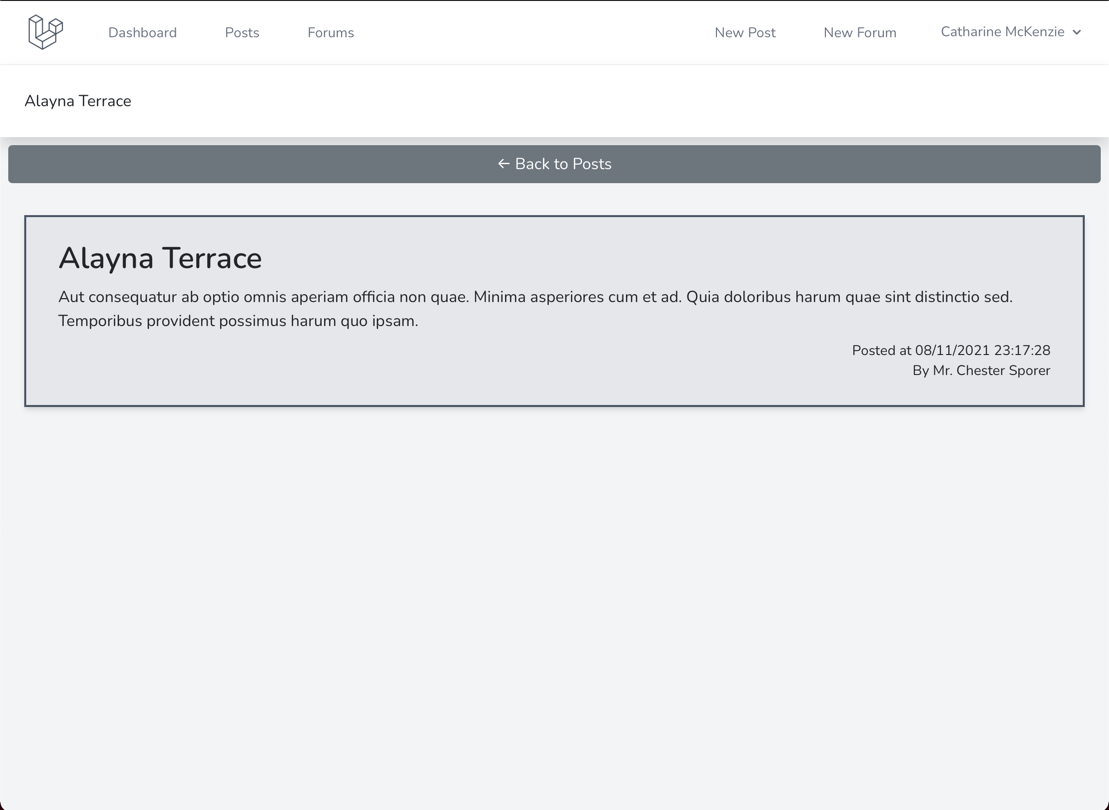 Dashboard Posts Forums New Post New Forum Catharine McKenzie
Alayna Terrace
← Back to Posts
Alayna Terrace
Aut consequatur ab optio omnis aperiam officia non quae. Minima asperiores cum et ad. Quia doloribus harum quae sint distinctio sed.
Temporibus provident possimus harum quo ipsam.
Posted at 08/11/2021 23:17:28
By Mr. Chester Sporer